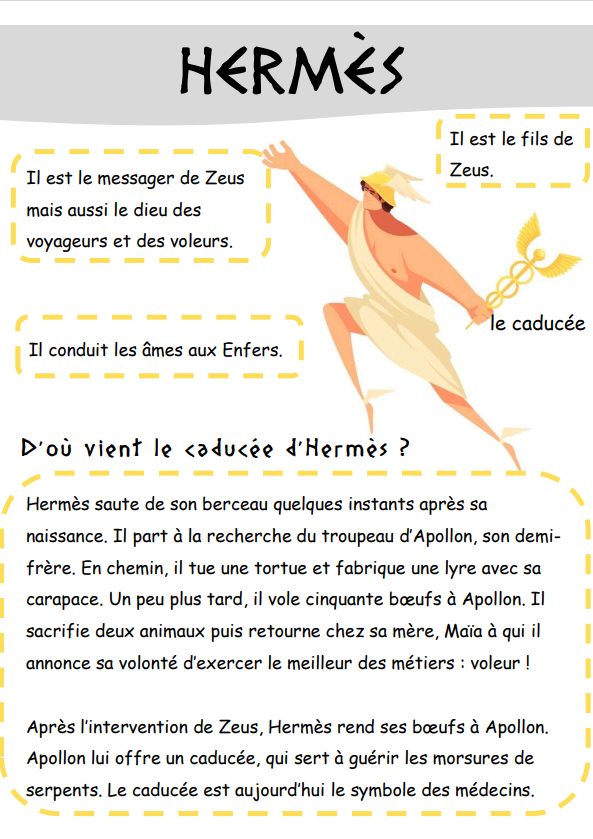 HERMÈS
Il est le fils de
Zeus.
Il est le messager de Zeus
mais aussi le dieu des
voyageurs et des voleurs.
le caducée
Il conduit les âmes aux Enfers.
D'où vient le caducée d'Hermès ?
Hermès saute de son berceau quelques instants après sa
naissance. Il part à la recherche du troupeau d'Apollon, son demi-
frère. En chemin, il tue une tortue et fabrique une lyre avec sa
carapace. Un peu plus tard, il vole cinquante bœufs à Apollon. Il
sacrifie deux animaux puis retourne chez sa mère, Maïa à qui il
annonce sa volonté d'exercer le meilleur des métiers : voleur !
Après l'intervention de Zeus, Hermès rend ses bœufs à Apollon.
Apollon lui offre un caducée, qui sert à guérir les morsures de
serpents. Le caducée est aujourd'hui le symbole des médecins.